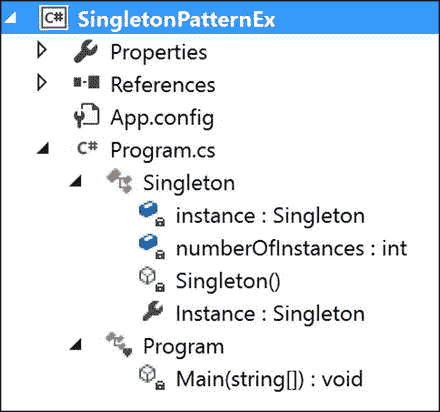 C# SingletonPatternEx
Properties
References
App.config
C# Program.cs
Singleton
instance : Singleton
numberOfInstances : int
Singleton()
Instance : Singleton
Program
Main(string[]) : void